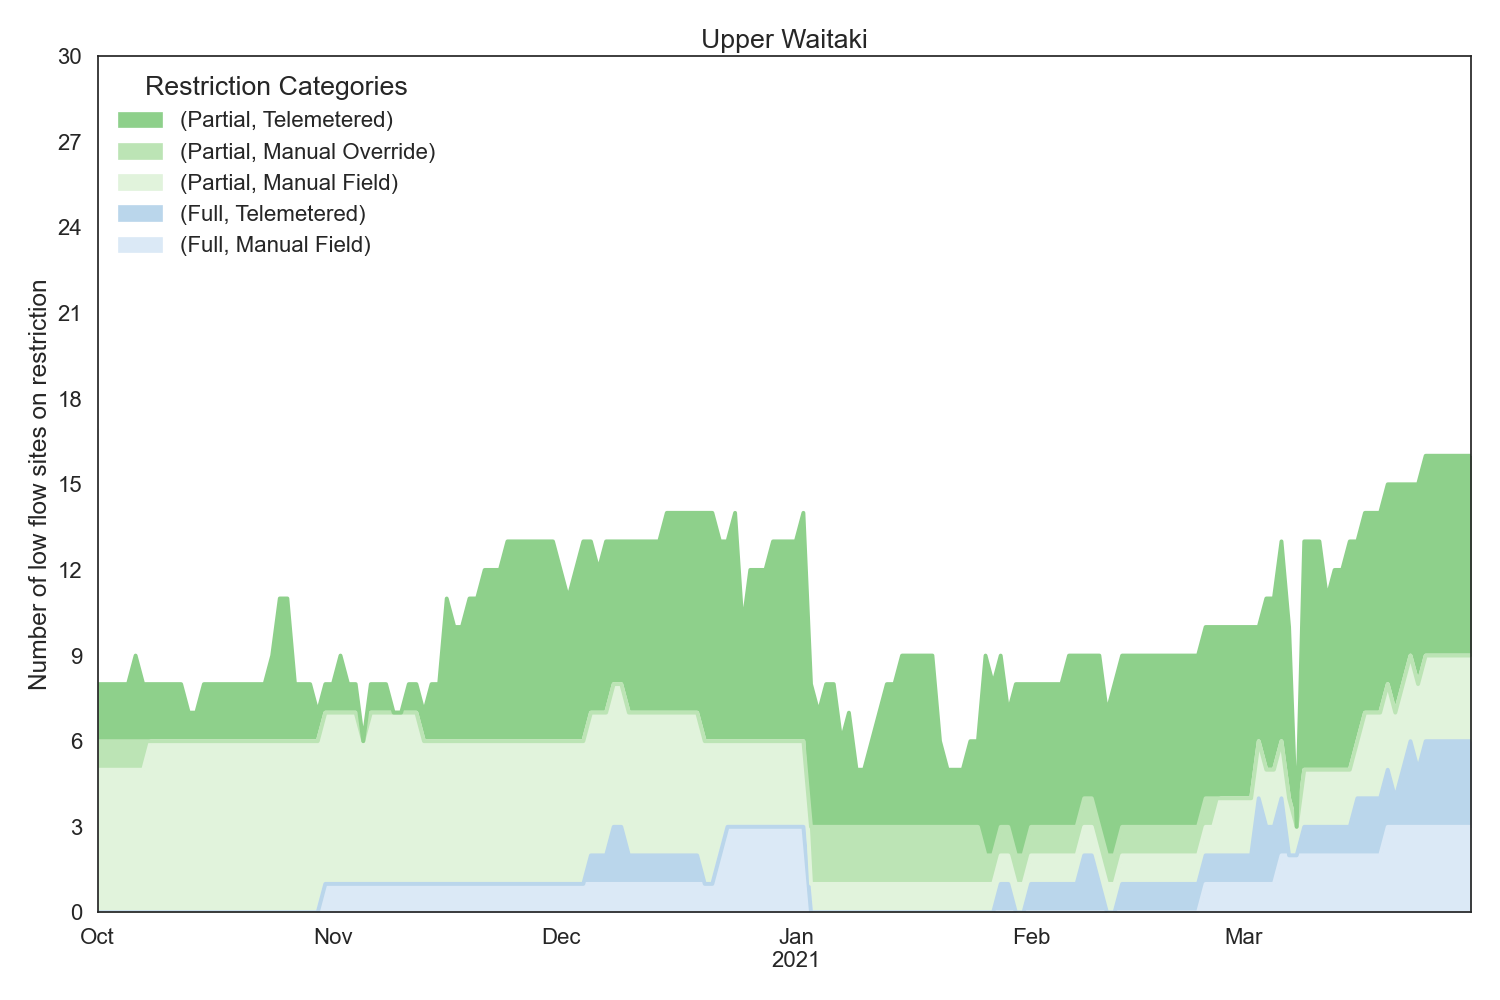 Upper Waitaki
30
27
24
21
18
15
12
9
6
3
0
Number of low flow sites on restriction
Restriction Categories
(Partial, Telemetered)
(Partial, Manual Override)
(Partial, Manual Field)
(Full, Telemetered)
(Full, Manual Field)
Oct Nov Dec Jan Feb Mar
2021